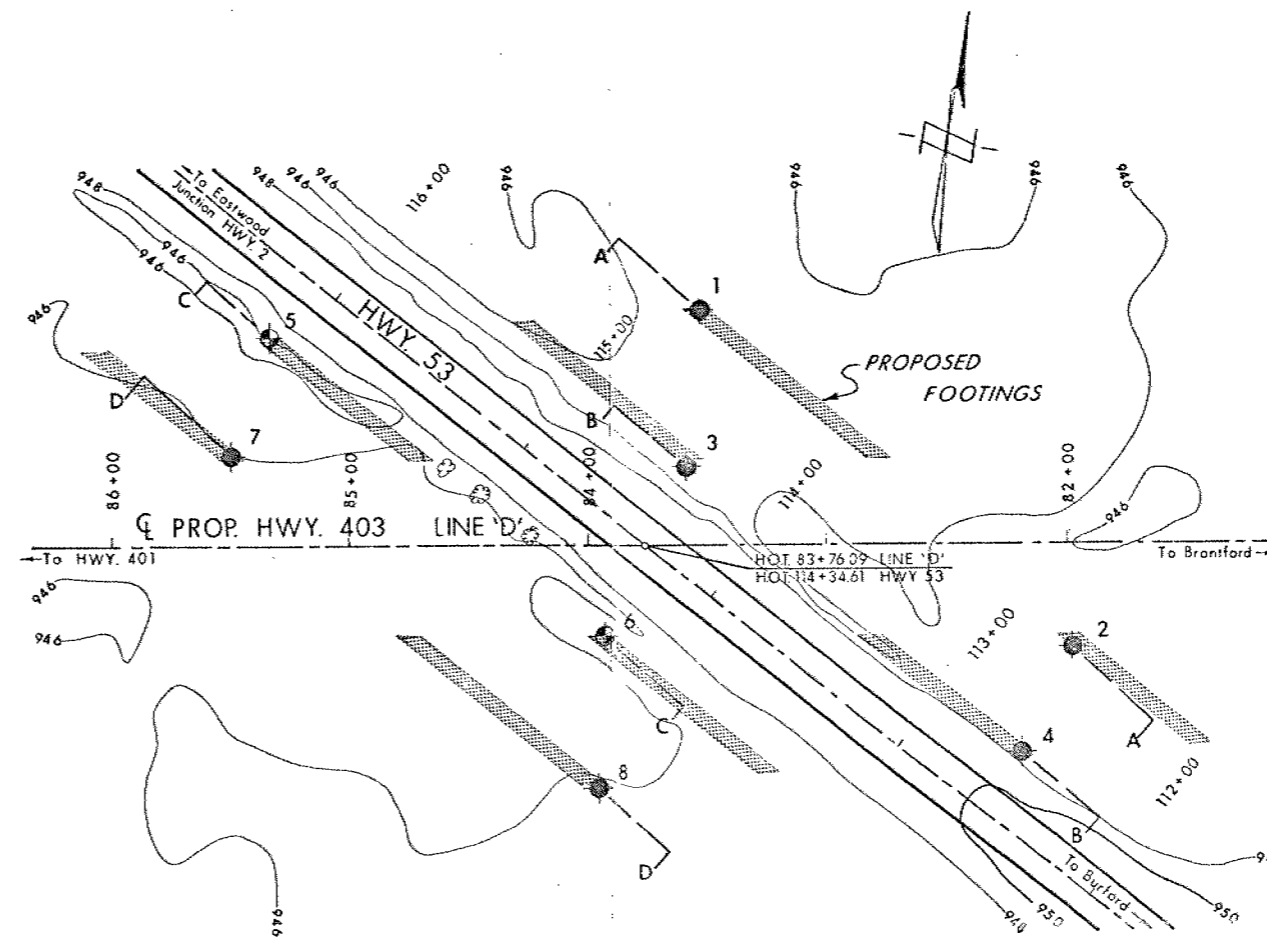 946
946
946
948
946
946
948
946
946
To Eastwood
Junction HWY. 2
116+00
A
1
C
5
HWY. 53
115+00
PROPOSED
FOOTINGS
946
D
7
B
3
114+00
86+00
85+00
84+00
82+00
946
℄ PROP. HWY. 403 LINE 'D'
←To HWY. 401
To Brantford→
HOT. 83+76.09 LINE 'D'
HOT. 114+34.61 HWY 53
946
946
6
113+00
2
C
4
A
8
112+00
B
D
To Burford
946
950
950